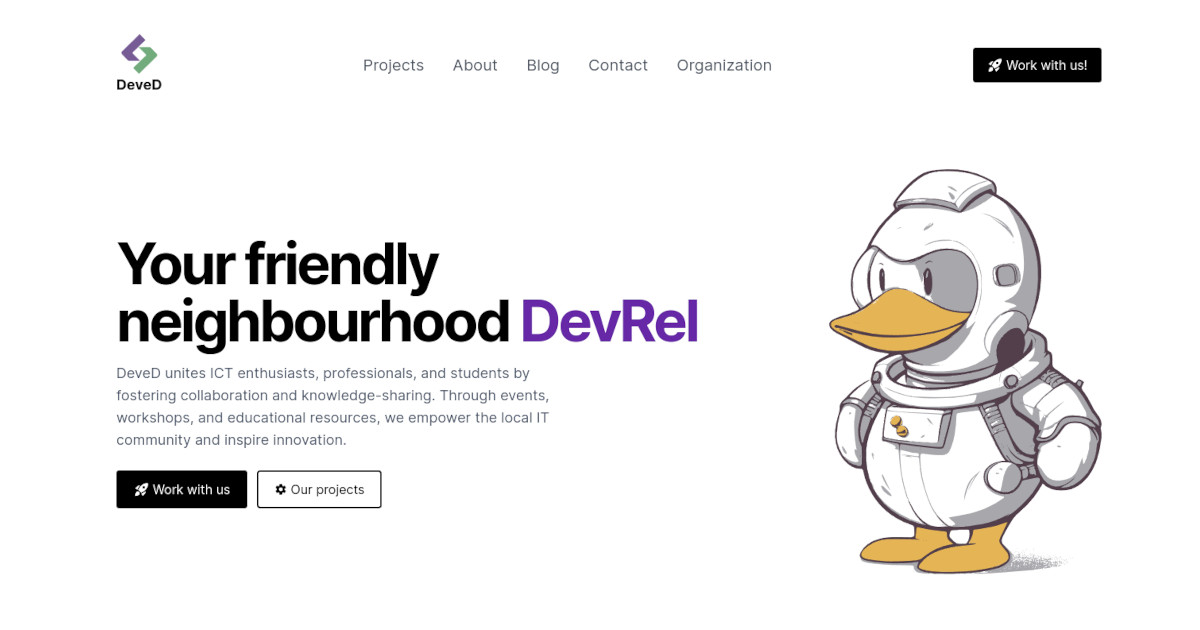 DeveD
Projects
About
Blog
Contact
Organization
Work with us!
Your friendly
neighbourhood DevRel
DeveD unites ICT enthusiasts, professionals, and students by
fostering collaboration and knowledge-sharing. Through events,
workshops, and educational resources, we empower the local IT
community and inspire innovation.
Work with us
Our projects